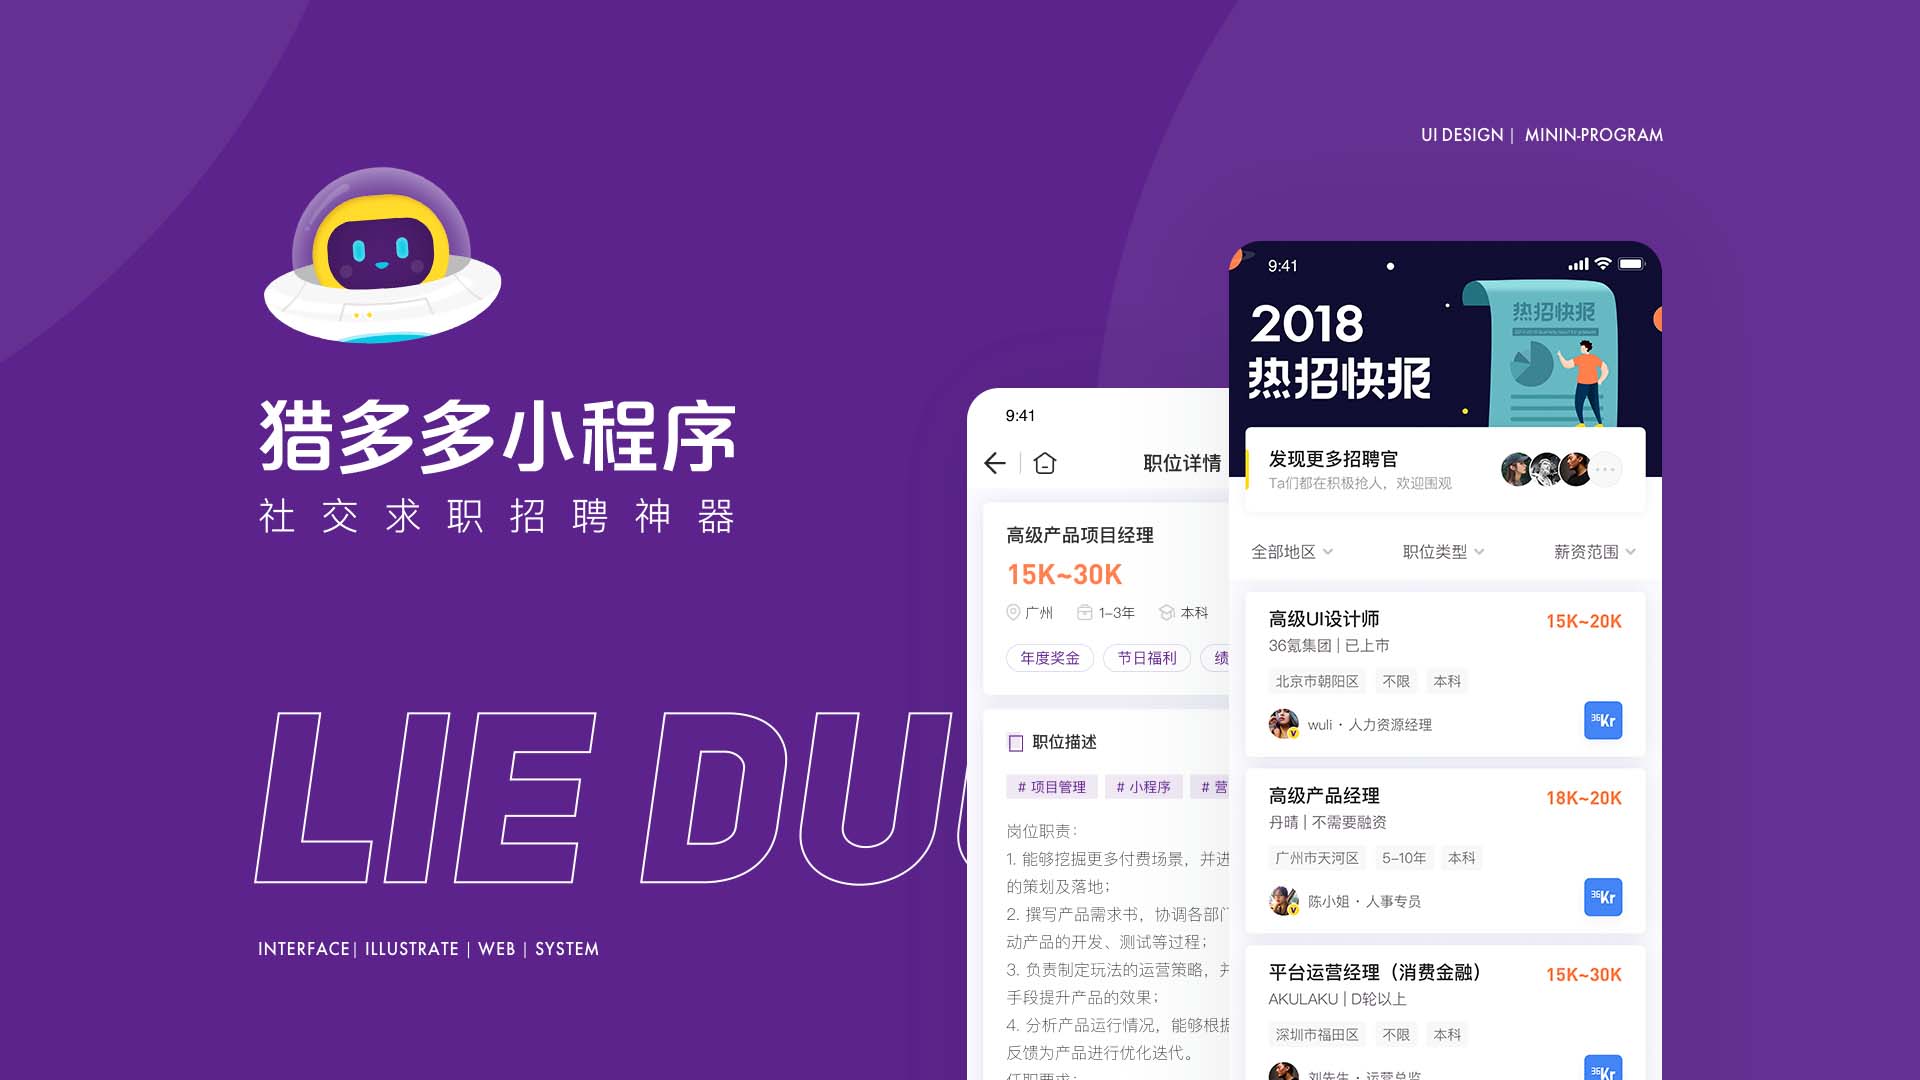 UI DESIGN | MININ-PROGRAM
猎多多小程序
社交求职招聘神器
LIE DU
INTERFACE | ILLUSTRATE | WEB | SYSTEM
9:41
职位详情
高级产品项目经理
15K~30K
广州 1-3年 本科
年度奖金 节日福利 绩
职位描述
# 项目管理 # 小程序 # 营
岗位职责：
1. 能够挖掘更多付费场景，并进
的策划及落地；
2. 撰写产品需求书，协调各部门
动产品的开发、测试等过程；
3. 负责制定玩法的运营策略，并
手段提升产品的效果；
4. 分析产品运行情况，能够根据
反馈为产品进行优化迭代。
任职要求：
9:41
2018
热招快报
热招快报
发现更多招聘官
Ta们都在积极抢人，欢迎围观
全部地区 职位类型 薪资范围
高级UI设计师 15K~20K
36氪集团 | 已上市
北京市朝阳区 不限 本科
wuli · 人力资源经理
36Kr
高级产品经理 18K~20K
丹晴 | 不需要融资
广州市天河区 5-10年 本科
陈小姐 · 人事专员
36Kr
平台运营经理（消费金融） 15K~30K
AKULAKU | D轮以上
深圳市福田区 不限 本科
刘先生 · 运营总监
36Kr